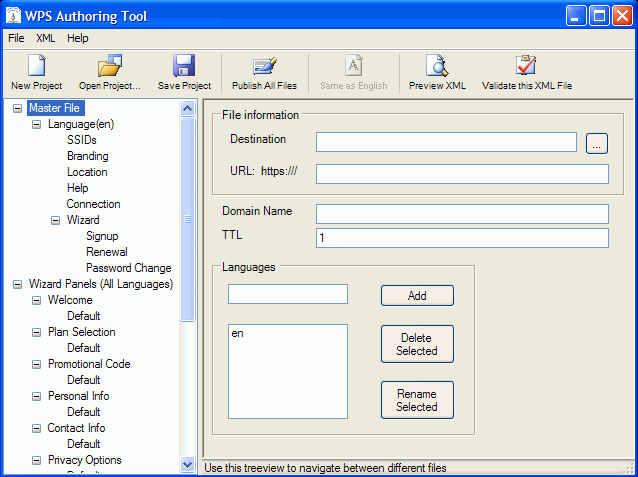 WPS Authoring Tool
File XML Help
New Project Open Project... Save Project Publish All Files Same as English Preview XML Validate this XML File
Master File
Language(en)
SSIDs
Branding
Location
Help
Connection
Wizard
Signup
Renewal
Password Change
Wizard Panels (All Languages)
Welcome
Default
Plan Selection
Default
Promotional Code
Default
Personal Info
Default
Contact Info
Default
Privacy Options
Default
File information
Destination
...
URL: https:///
Domain Name
TTL
1
Languages
Add
en
Delete
Selected
Rename
Selected
Use this treeview to navigate between different files